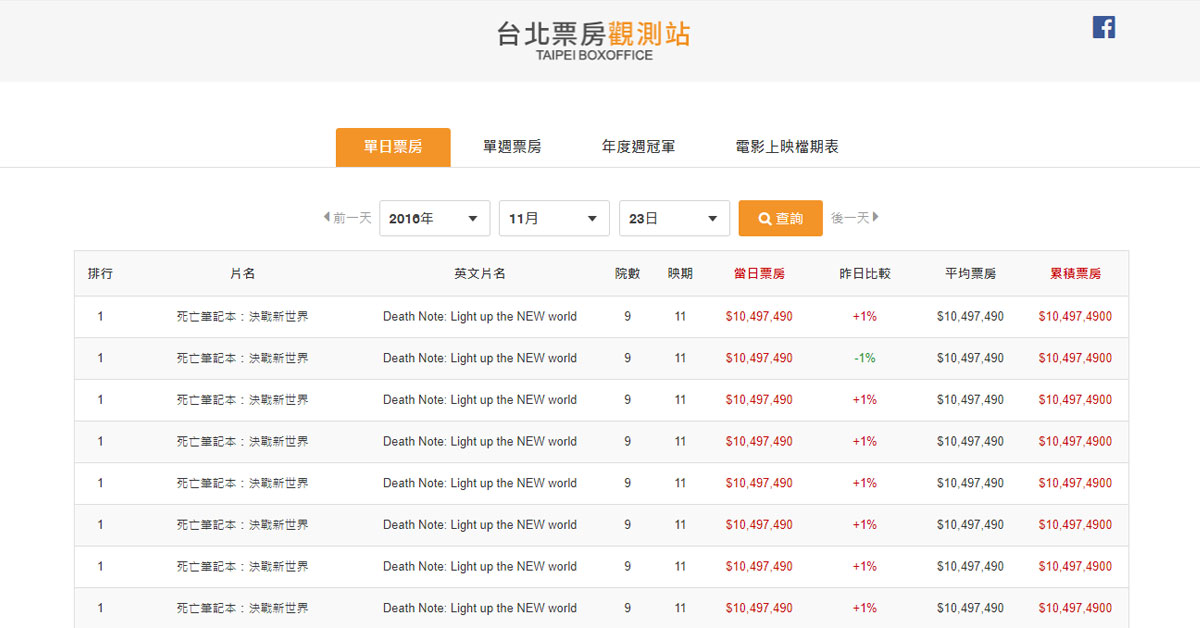 台北票房觀測站
TAIPEI BOXOFFICE
單日票房 單週票房 年度週冠軍 電影上映檔期表
前一天 2016年 11月 23日 查詢 後一天
排行 片名 英文片名 院數 映期 當日票房 昨日比較 平均票房 累積票房
1 死亡筆記本：決戰新世界 Death Note: Light up the NEW world 9 11 $10,497,490 +1% $10,497,490 $10,497,4900
1 死亡筆記本：決戰新世界 Death Note: Light up the NEW world 9 11 $10,497,490 -1% $10,497,490 $10,497,4900
1 死亡筆記本：決戰新世界 Death Note: Light up the NEW world 9 11 $10,497,490 +1% $10,497,490 $10,497,4900
1 死亡筆記本：決戰新世界 Death Note: Light up the NEW world 9 11 $10,497,490 +1% $10,497,490 $10,497,4900
1 死亡筆記本：決戰新世界 Death Note: Light up the NEW world 9 11 $10,497,490 +1% $10,497,490 $10,497,4900
1 死亡筆記本：決戰新世界 Death Note: Light up the NEW world 9 11 $10,497,490 +1% $10,497,490 $10,497,4900
1 死亡筆記本：決戰新世界 Death Note: Light up the NEW world 9 11 $10,497,490 +1% $10,497,490 $10,497,4900
1 死亡筆記本：決戰新世界 Death Note: Light up the NEW world 9 11 $10,497,490 +1% $10,497,490 $10,497,4900